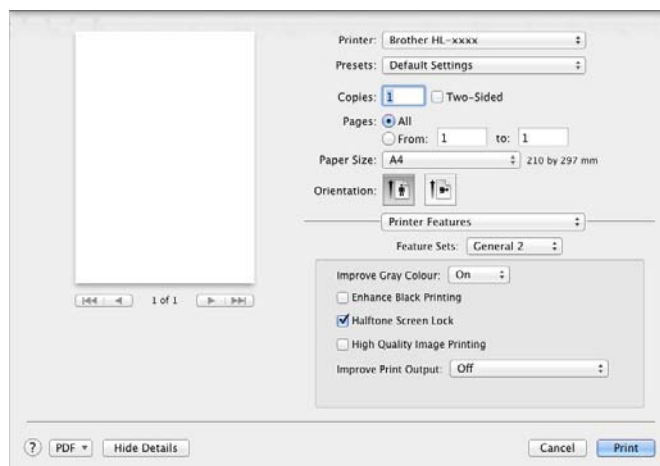 Printer: Brother HL-xxxx
Presets: Default Settings
Copies: 1 Two-Sided
Pages: All
From: 1 to: 1
Paper Size: A4 210 by 297 mm
Orientation:
Printer Features
Feature Sets: General 2
Improve Gray Colour: On
Enhance Black Printing
Halftone Screen Lock
High Quality Image Printing
Improve Print Output: Off
1 of 1
? PDF Hide Details Cancel Print